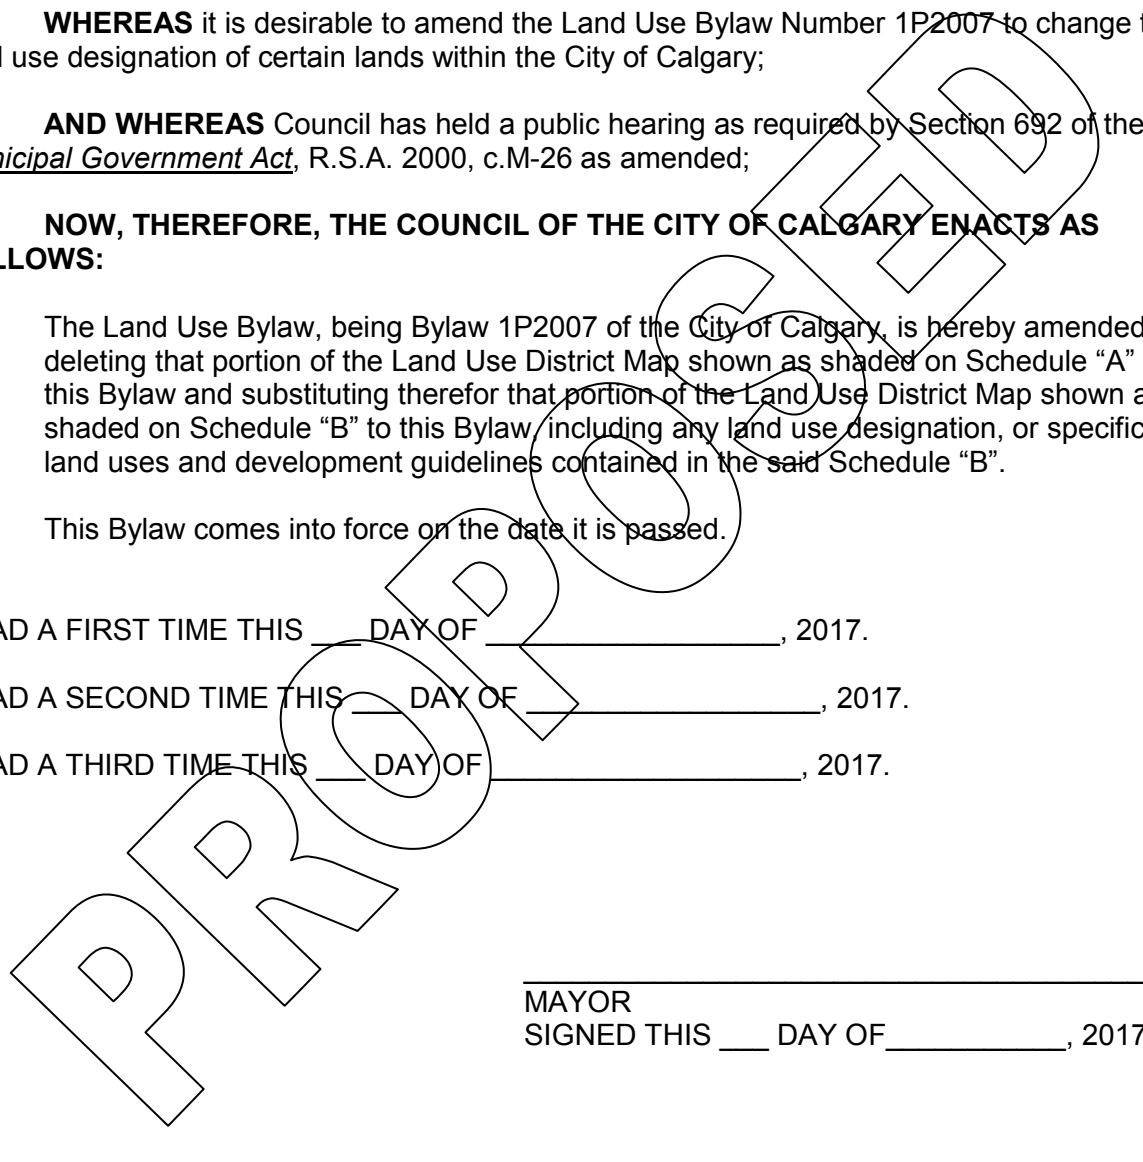 WHEREAS it is desirable to amend the Land Use Bylaw Number 1P2007 to change t
use designation of certain lands within the City of Calgary;
AND WHEREAS Council has held a public hearing as required by Section 692 of the
nicipal Government Act, R.S.A. 2000, c.M-26 as amended;
NOW, THEREFORE, THE COUNCIL OF THE CITY OF CALGARY ENACTS AS
LLOWS:
The Land Use Bylaw, being Bylaw 1P2007 of the City of Calgary, is hereby amended
deleting that portion of the Land Use District Map shown as shaded on Schedule “A”
this Bylaw and substituting therefor that portion of the Land Use District Map shown a
shaded on Schedule “B” to this Bylaw, including any land use designation, or specific
land uses and development guidelines contained in the said Schedule “B”.
This Bylaw comes into force on the date it is passed.
AD A FIRST TIME THIS ___ DAY OF __________________, 2017.
AD A SECOND TIME THIS ___ DAY OF __________________, 2017.
AD A THIRD TIME THIS ___ DAY OF ___________________, 2017.
MAYOR
SIGNED THIS ___ DAY OF___________, 2017
PROPOSED